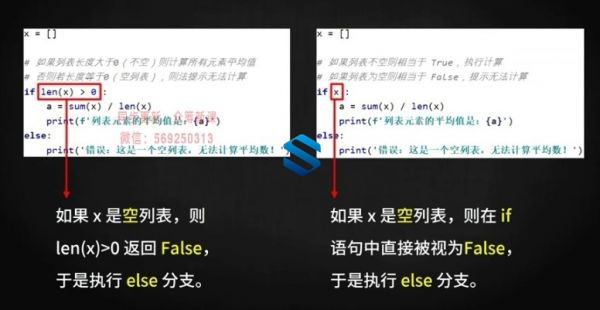 x = []
# 如果列表长度大于0（不空）则计算所有元素平均值
# 否则若长度等于0（空列表），则法提示无法计算
if len(x) > 0:
a = sum(x) / len(x)
print(f'列表元素的平均值是：{a}')
else:
print('错误：这是一个空列表，无法计算平均数！')
微信：569250313
如果 x 是空列表，则
len(x)>0 返回 False，
于是执行 else 分支。
x = []
# 如果列表不空则相当于 True，执行计算
# 如果列表为空则相当于 False，提示无法计算
if x:
a = sum(x) / len(x)
print(f'列表元素的平均值是：{a}')
else:
print('错误：这是一个空列表，无法计算平均数！')
如果 x 是空列表，则在 if
语句中直接被视为False，
于是执行 else 分支。